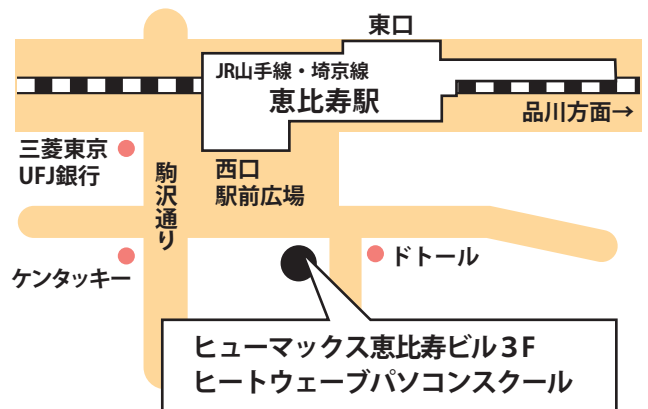 東口
JR山手線・埼京線
恵比寿駅
品川方面→
三菱東京
UFJ銀行
駒沢通り
西口
駅前広場
ケンタッキー
ドトール
ヒューマックス恵比寿ビル３F
ヒートウェーブパソコンスクール